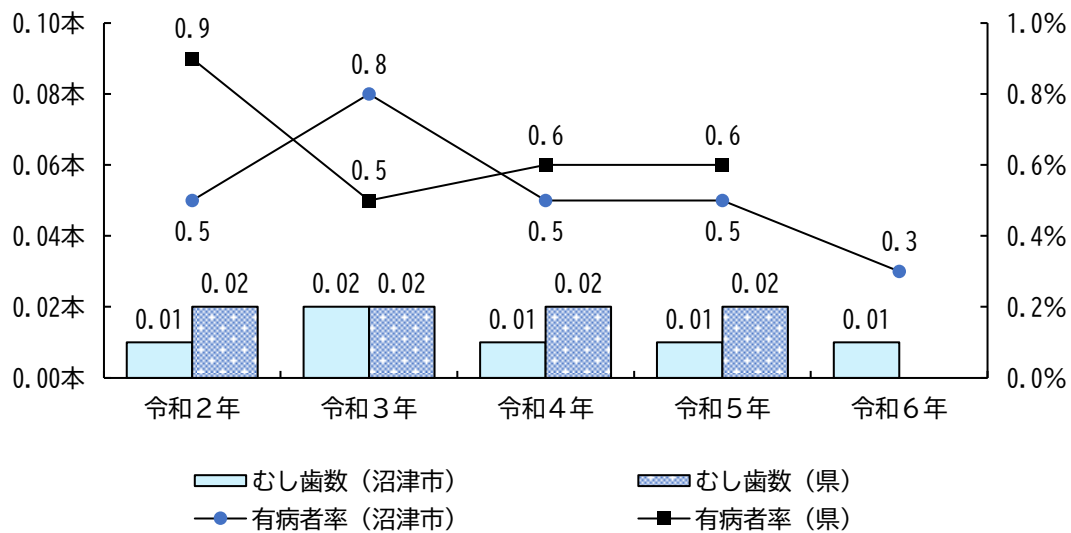 0.10本
0.08本
0.06本
0.04本
0.02本
0.00本
1.0%
0.8%
0.6%
0.4%
0.2%
0.0%
0.9
0.8
0.5
0.6
0.6
0.5
0.5
0.5
0.3
0.01
0.02
0.02
0.02
0.01
0.02
0.01
0.02
0.01
令和２年
令和３年
令和４年
令和５年
令和６年
むし歯数（沼津市）
むし歯数（県）
有病者率（沼津市）
有病者率（県）